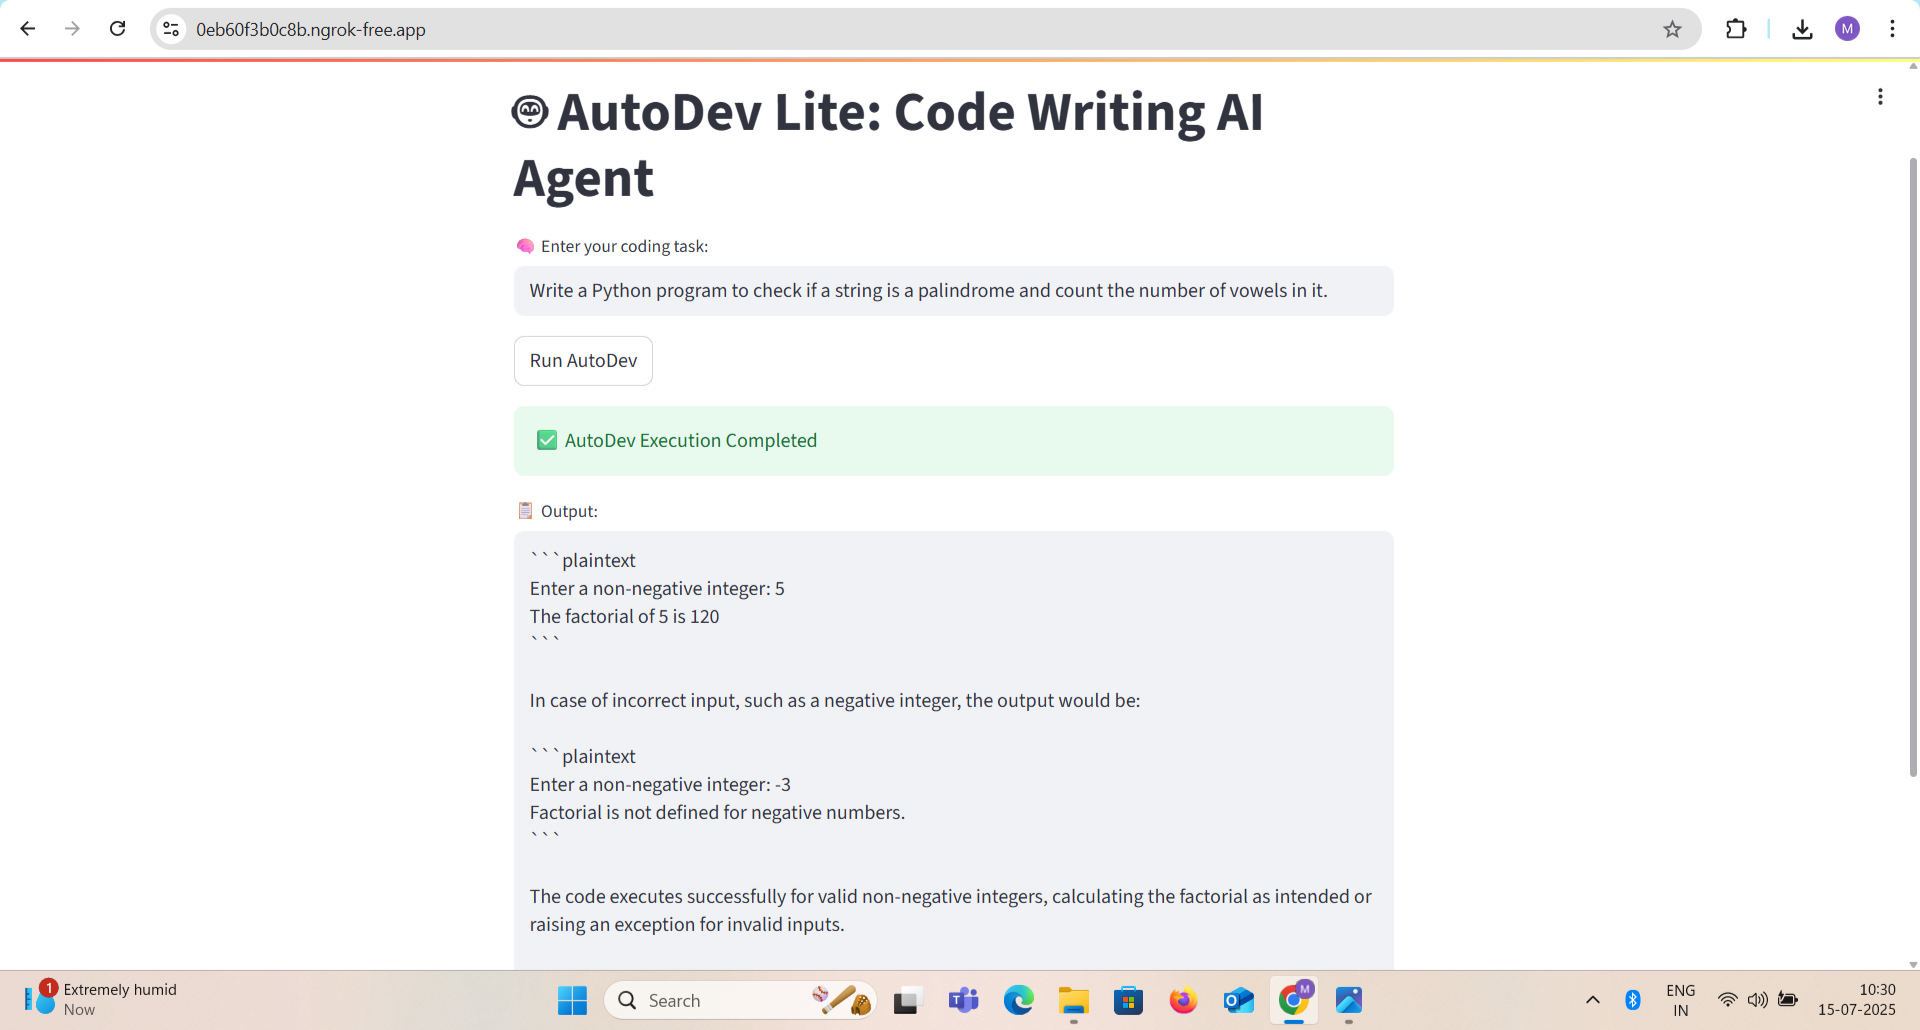 0eb60f3b0c8b.ngrok-free.app
M
AutoDev Lite: Code Writing AI
Agent
Enter your coding task:
Write a Python program to check if a string is a palindrome and count the number of vowels in it.
Run AutoDev
AutoDev Execution Completed
Output:
```plaintext
Enter a non-negative integer: 5
The factorial of 5 is 120
```
In case of incorrect input, such as a negative integer, the output would be:
```plaintext
Enter a non-negative integer: -3
Factorial is not defined for negative numbers.
```
The code executes successfully for valid non-negative integers, calculating the factorial as intended or
raising an exception for invalid inputs.
1
Extremely humid
Now
Search
M
ENG
IN
10:30
15-07-2025